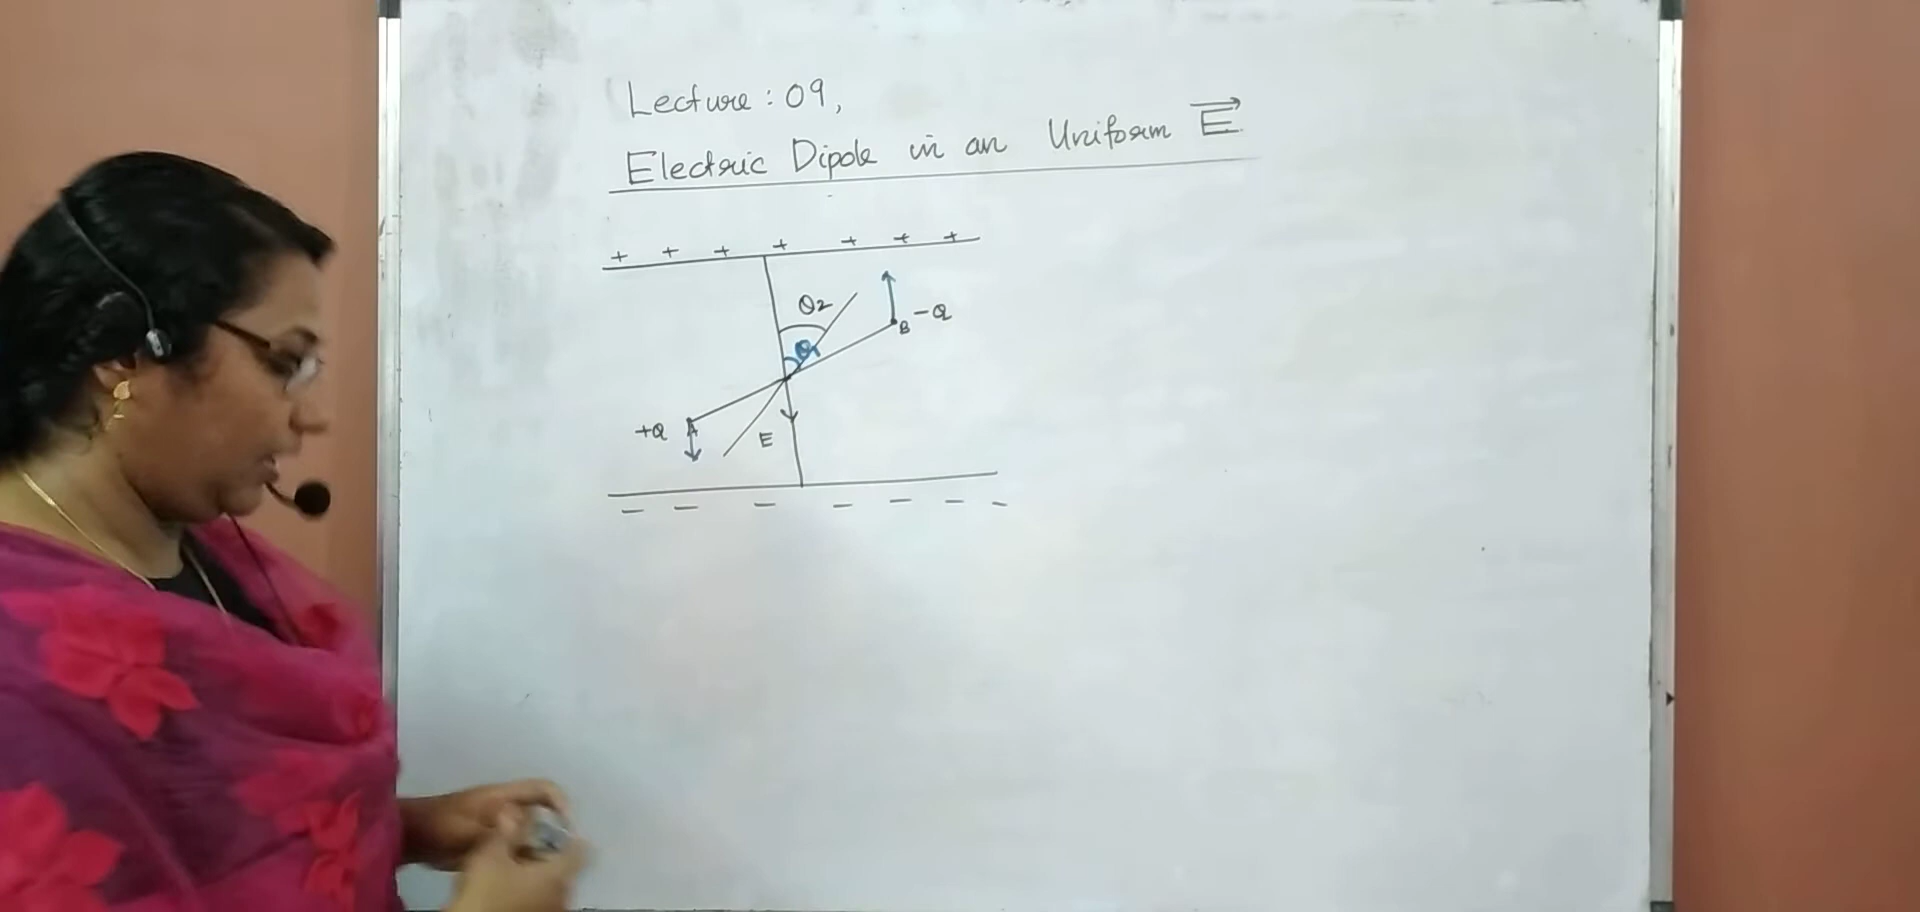 Lecture : 09,
Electric Dipole in an Uniform E
+ + + + + + +
θ2
B -Q
θ1
+Q A
E
- - - - - - -